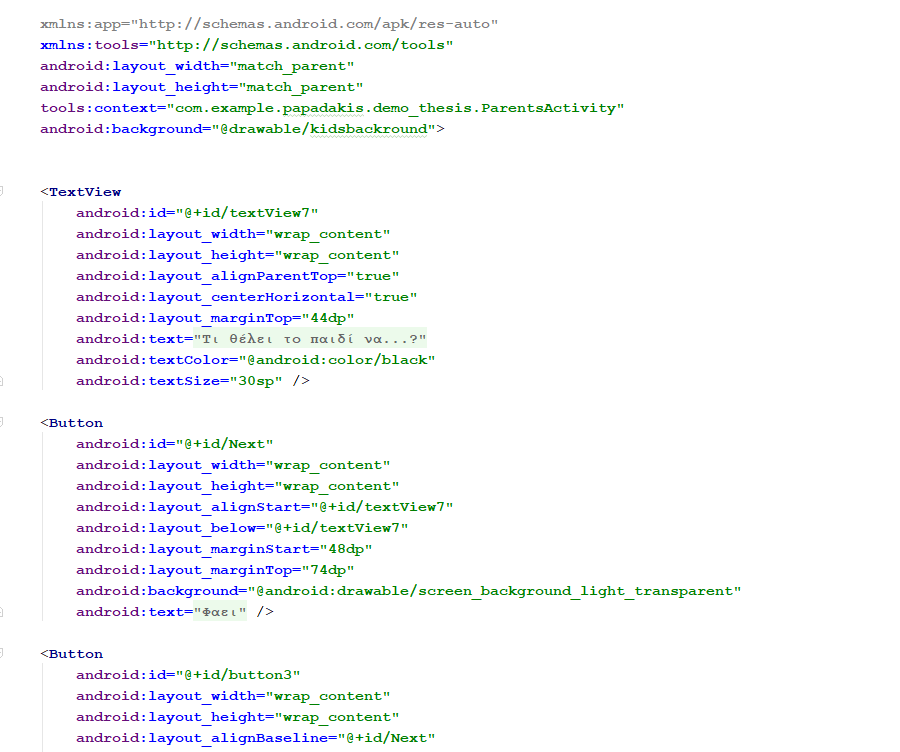 xmlns:app="http://schemas.android.com/apk/res-auto"
xmlns:tools="http://schemas.android.com/tools"
android:layout_width="match_parent"
android:layout_height="match_parent"
tools:context="com.example.papadakis.demo_thesis.ParentsActivity"
android:background="@drawable/kidsbackround">
<TextView
android:id="@+id/textView7"
android:layout_width="wrap_content"
android:layout_height="wrap_content"
android:layout_alignParentTop="true"
android:layout_centerHorizontal="true"
android:layout_marginTop="44dp"
android:text="Τι θέλει το παιδί να...?"
android:textColor="@android:color/black"
android:textSize="30sp" />
<Button
android:id="@+id/Next"
android:layout_width="wrap_content"
android:layout_height="wrap_content"
android:layout_alignStart="@+id/textView7"
android:layout_below="@+id/textView7"
android:layout_marginStart="48dp"
android:layout_marginTop="74dp"
android:background="@android:drawable/screen_background_light_transparent"
android:text="Φαει" />
<Button
android:id="@+id/button3"
android:layout_width="wrap_content"
android:layout_height="wrap_content"
android:layout_alignBaseline="@+id/Next"